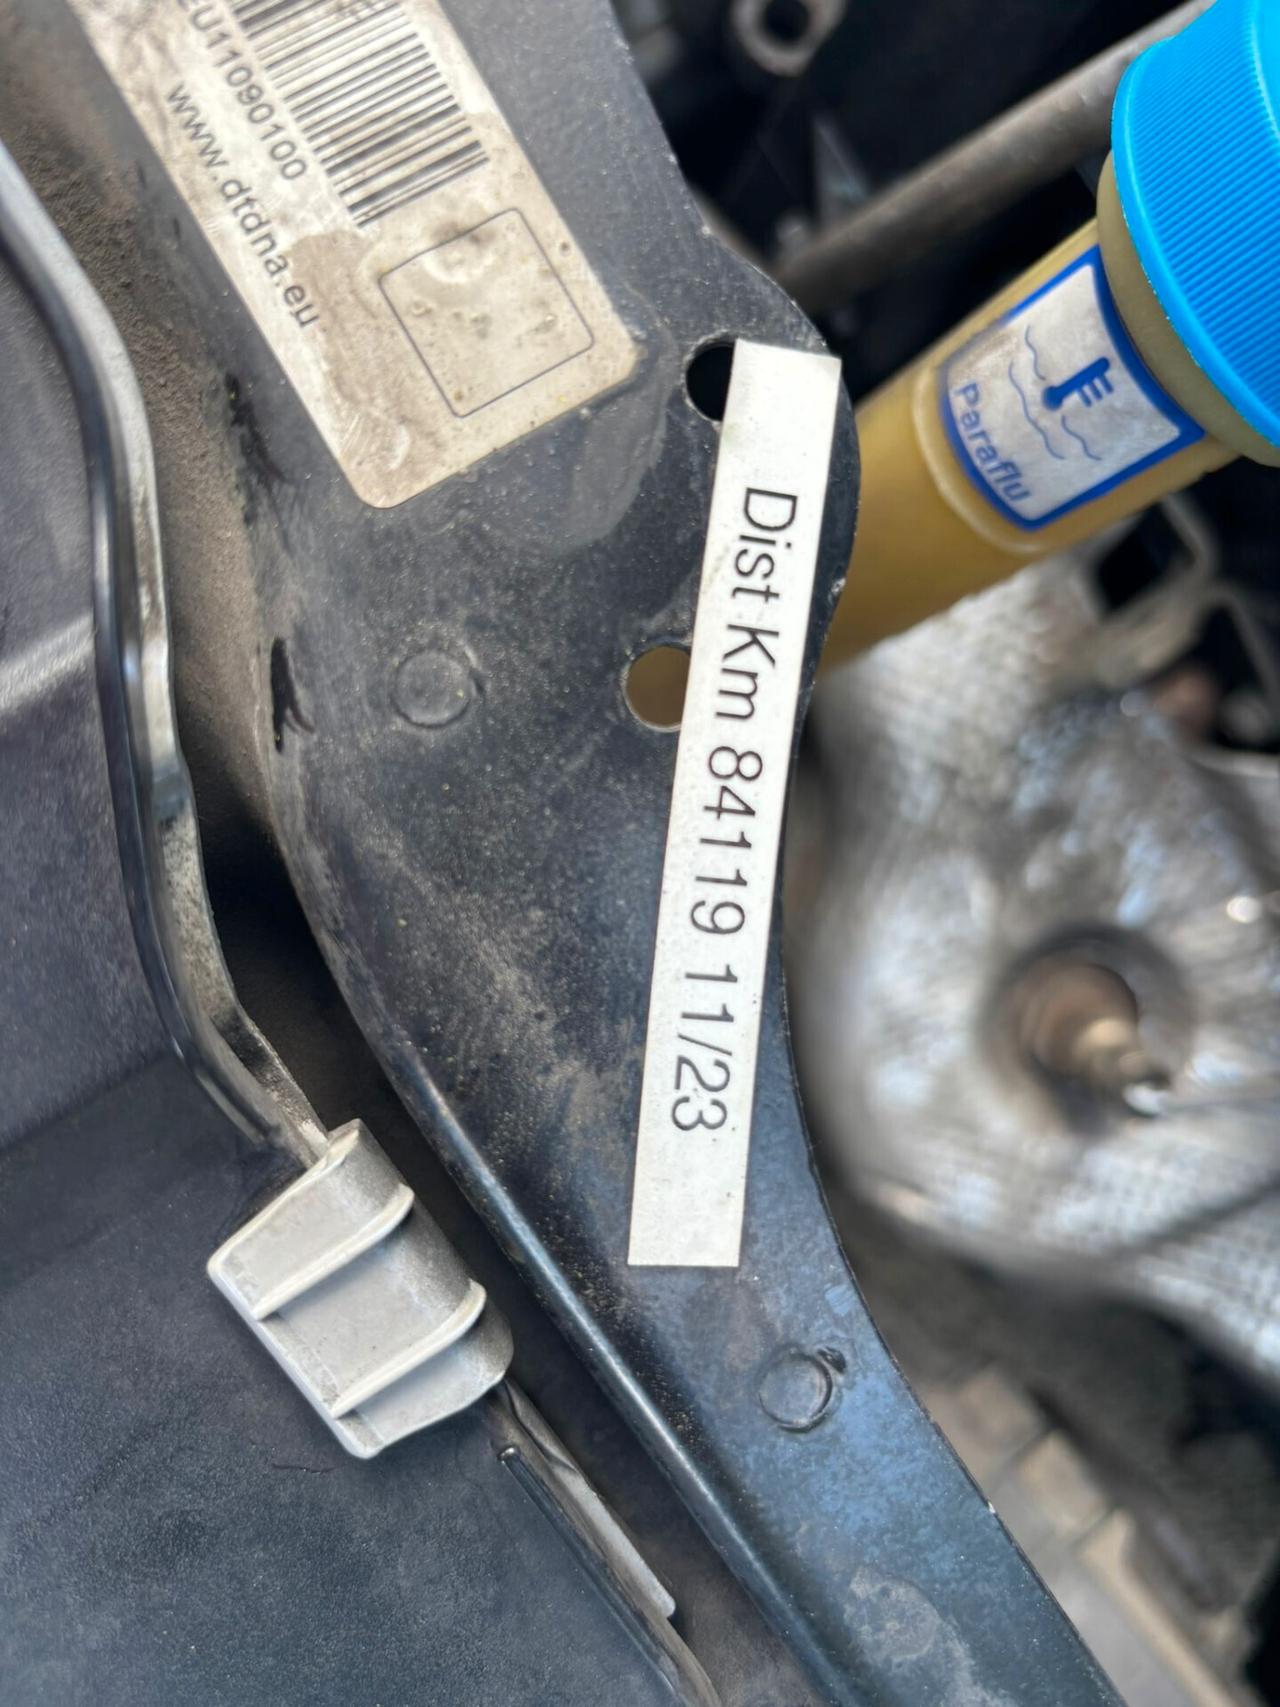 EU11090100
www.dtdna.eu
Paraflu
Dist Km 84119 11/23